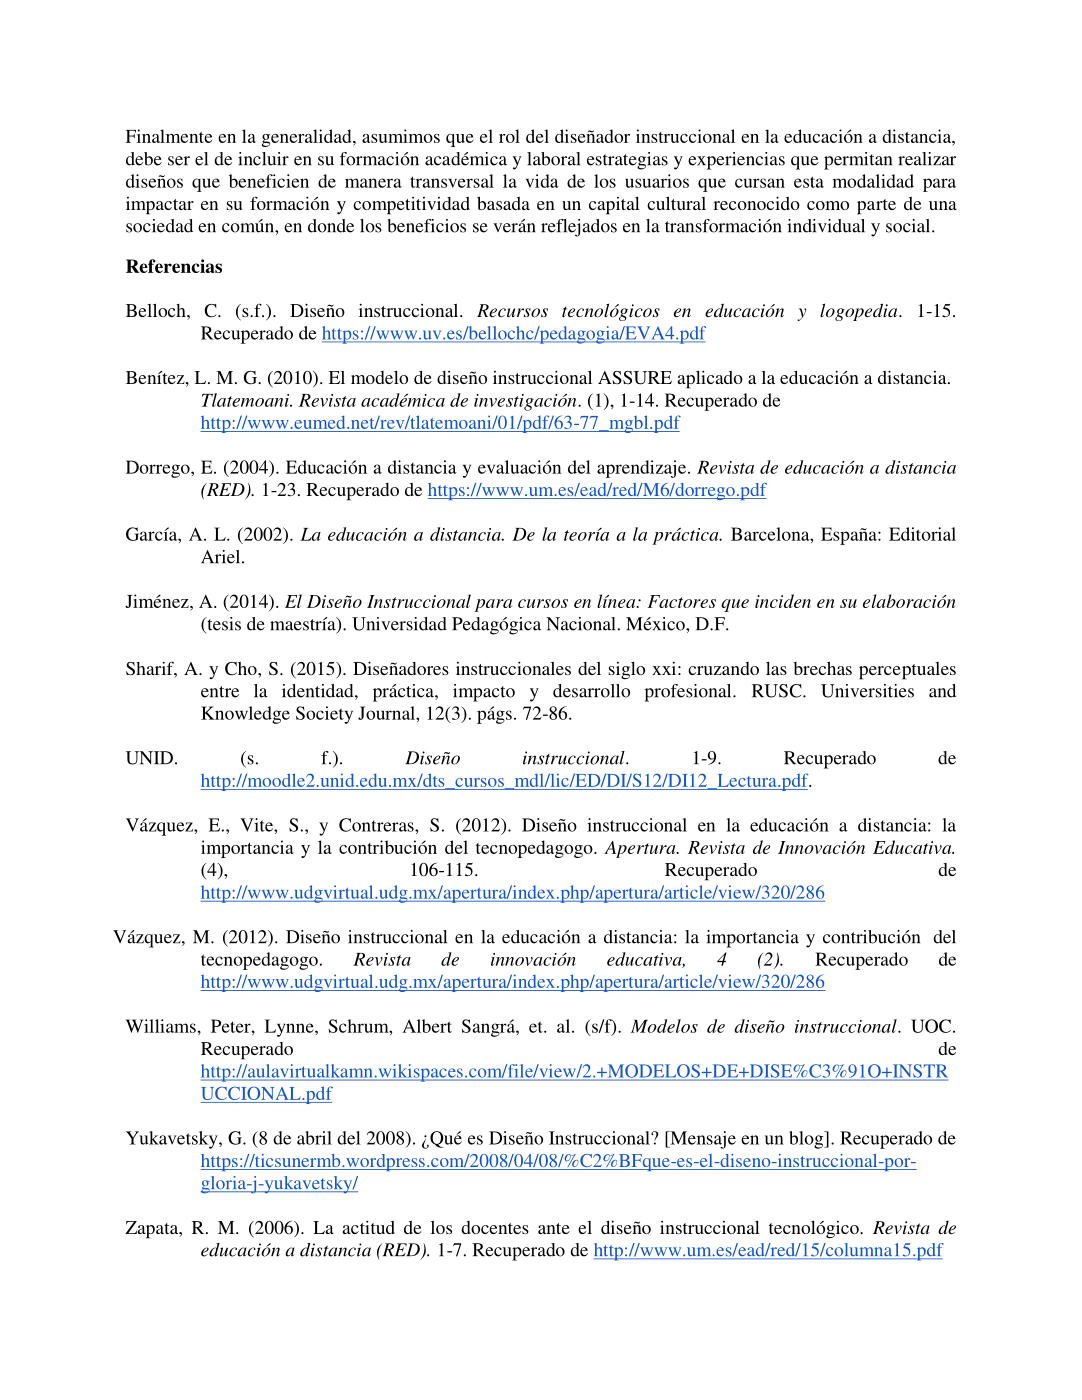 Finalmente en la generalidad, asumimos que el rol del diseñador instruccional en la educación a distancia,
debe ser el de incluir en su formación académica y laboral estrategias y experiencias que permitan realizar
diseños que beneficien de manera transversal la vida de los usuarios que cursan esta modalidad para
impactar en su formación y competitividad basada en un capital cultural reconocido como parte de una
sociedad en común, en donde los beneficios se verán reflejados en la transformación individual y social.
Referencias
Belloch, C. (s.f.). Diseño instruccional. Recursos tecnológicos en educación y logopedia. 1-15.
Recuperado de https://www.uv.es/bellochc/pedagogia/EVA4.pdf
Benítez, L. M. G. (2010). El modelo de diseño instruccional ASSURE aplicado a la educación a distancia.
Tlatemoani. Revista académica de investigación. (1), 1-14. Recuperado de
http://www.eumed.net/rev/tlatemoani/01/pdf/63-77_mgbl.pdf
Dorrego, E. (2004). Educación a distancia y evaluación del aprendizaje. Revista de educación a distancia
(RED). 1-23. Recuperado de https://www.um.es/ead/red/M6/dorrego.pdf
García, A. L. (2002). La educación a distancia. De la teoría a la práctica. Barcelona, España: Editorial
Ariel.
Jiménez, A. (2014). El Diseño Instruccional para cursos en línea: Factores que inciden en su elaboración
(tesis de maestría). Universidad Pedagógica Nacional. México, D.F.
Sharif, A. y Cho, S. (2015). Diseñadores instruccionales del siglo xxi: cruzando las brechas perceptuales
entre la identidad, práctica, impacto y desarrollo profesional. RUSC. Universities and
Knowledge Society Journal, 12(3). págs. 72-86.
UNID. (s. f.). Diseño instruccional. 1-9. Recuperado de
http://moodle2.unid.edu.mx/dts_cursos_mdl/lic/ED/DI/S12/DI12_Lectura.pdf.
Vázquez, E., Vite, S., y Contreras, S. (2012). Diseño instruccional en la educación a distancia: la
importancia y la contribución del tecnopedagogo. Apertura. Revista de Innovación Educativa.
(4), 106-115. Recuperado de
http://www.udgvirtual.udg.mx/apertura/index.php/apertura/article/view/320/286
Vázquez, M. (2012). Diseño instruccional en la educación a distancia: la importancia y contribución del
tecnopedagogo. Revista de innovación educativa, 4 (2). Recuperado de
http://www.udgvirtual.udg.mx/apertura/index.php/apertura/article/view/320/286
Williams, Peter, Lynne, Schrum, Albert Sangrá, et. al. (s/f). Modelos de diseño instruccional. UOC.
Recuperado de
http://aulavirtualkamn.wikispaces.com/file/view/2.+MODELOS+DE+DISE%C3%91O+INSTR
UCCIONAL.pdf
Yukavetsky, G. (8 de abril del 2008). ¿Qué es Diseño Instruccional? [Mensaje en un blog]. Recuperado de
https://ticsunermb.wordpress.com/2008/04/08/%C2%BFque-es-el-diseno-instruccional-por-
gloria-j-yukavetsky/
Zapata, R. M. (2006). La actitud de los docentes ante el diseño instruccional tecnológico. Revista de
educación a distancia (RED). 1-7. Recuperado de http://www.um.es/ead/red/15/columna15.pdf